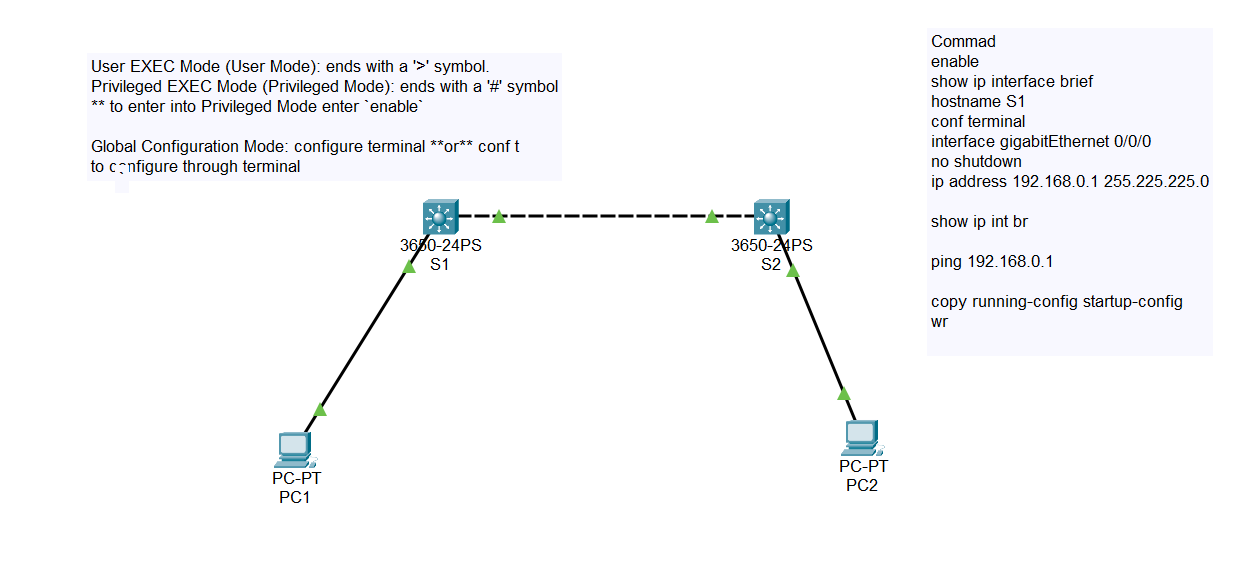 User EXEC Mode (User Mode): ends with a '>' symbol.
Privileged EXEC Mode (Privileged Mode): ends with a '#' symbol
** to enter into Privileged Mode enter `enable`
Global Configuration Mode: configure terminal **or** conf t
to configure through terminal
Commad
enable
show ip interface brief
hostname S1
conf terminal
interface gigabitEthernet 0/0/0
no shutdown
ip address 192.168.0.1 255.225.225.0
show ip int br
ping 192.168.0.1
copy running-config startup-config
wr
3650-24PS
S1
3650-24PS
S2
PC-PT
PC1
PC-PT
PC2